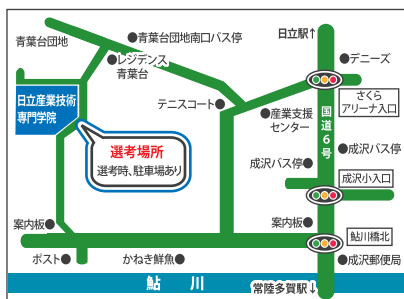 青葉台団地
●青葉台団地南口バス停
日立駅↑
●レジデンス
青葉台
●デニーズ
日立産業技術
専門学院
テニスコート●
さくら
アリーナ入口
●産業支援
センター
国道6号
選考場所
選考時、駐車場あり
成沢バス停●
●成沢バス停
成沢小入口
案内板●
案内板●
鮎川橋北
ポスト●
かねき鮮魚●
●成沢郵便局
鮎川
常陸多賀駅↓